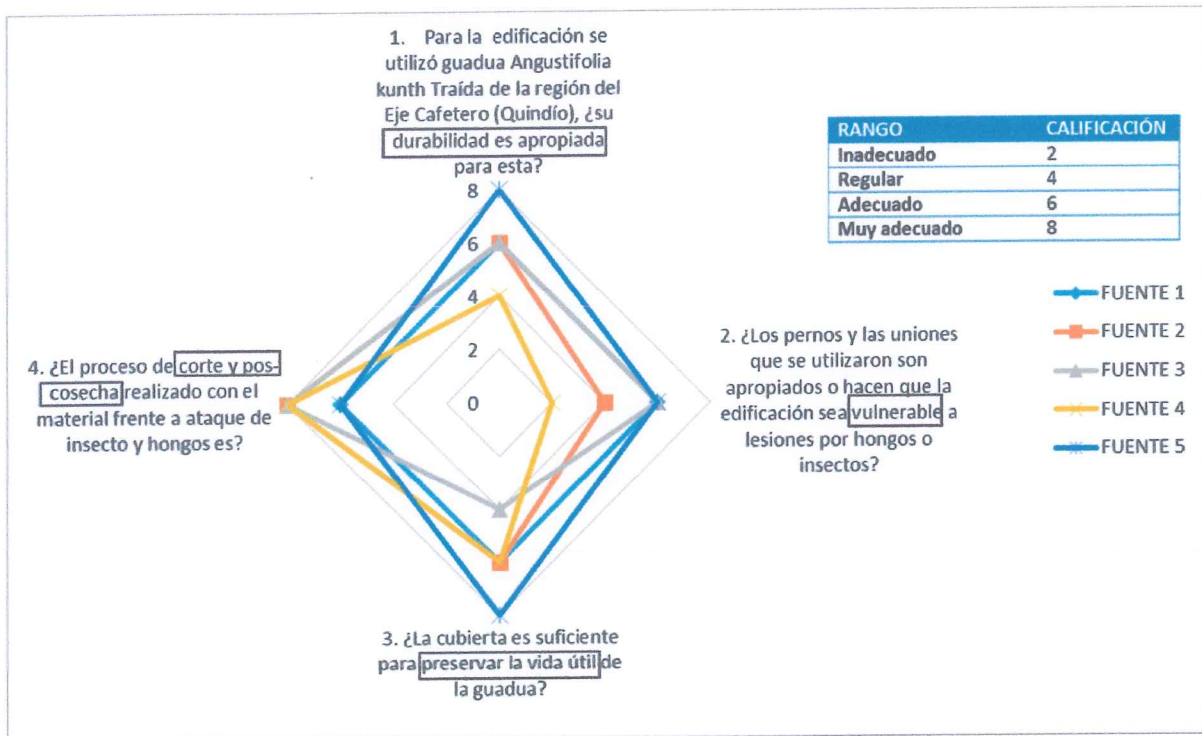 1. Para la edificación se
utilizó guadua Angustifolia
kunth Traída de la región del
Eje Cafetero (Quindío), ¿su
durabilidad es apropiada
para esta?
8
6
4
2
0
RANGO CALIFICACIÓN
Inadecuado 2
Regular 4
Adecuado 6
Muy adecuado 8
FUENTE 1
FUENTE 2
FUENTE 3
FUENTE 4
FUENTE 5
2. ¿Los pernos y las uniones
que se utilizaron son
apropiados o hacen que la
edificación sea vulnerable a
lesiones por hongos o
insectos?
3. ¿La cubierta es suficiente
para preservar la vida útil de
la guadua?
4. ¿El proceso de corte y pos-
cosecha realizado con el
material frente a ataque de
insecto y hongos es?